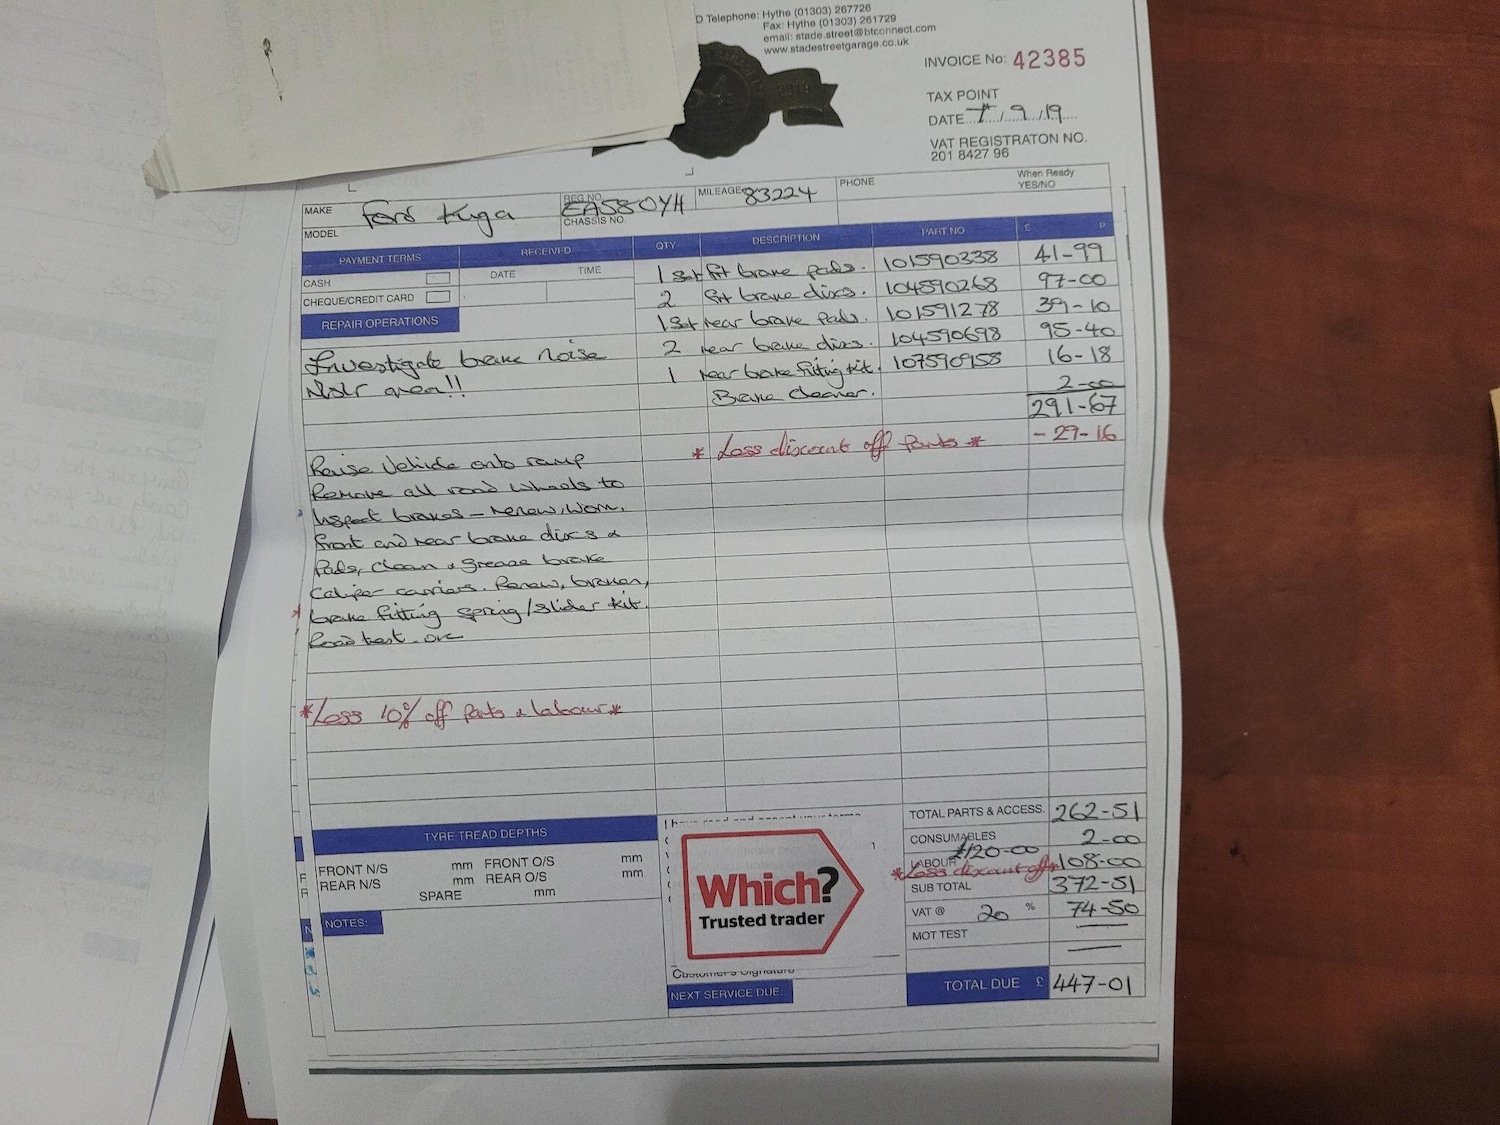 D Telephone: Hythe (01303) 267726
Fax: Hythe (01303) 261729
email: stade.street@btconnect.com
www.stadestreetgarage.co.uk
INVOICE No: 42385
2019
TAX POINT
DATE 7/9/19
VAT REGISTRATON NO.
201 8427 96
MAKE Ford Kuga
REG NO. EA58OYH
MILEAGE 83224
PHONE
When Ready
YES/NO
MODEL
CHASSIS NO.
PAYMENT TERMS RECEIVED QTY DESCRIPTION PART NO £ P
CASH DATE TIME
CHEQUE/CREDIT CARD
REPAIR OPERATIONS
1 set frt brake pads. 101590338 41-99
2 frt brake discs. 104590268 97-00
1 Set rear brake pads. 101591278 39-10
2 rear brake discs. 104590698 95-40
1 rear brake fitting kit. 107590958 16-18
Brake cleaner. 2-00
291-67
* Less discount off parts * -29-16
Investigate brake noise
N/S/r area!!
Raise vehicle onto ramp
Remove all road wheels to
inspect brakes - renew, worn,
front and rear brake discs &
Pads, clean & grease brake
caliper carriers. Renew, broken,
* brake fitting spring/slider kit.
Road test - ok
*Less 10% off parts & labour*
TYRE TREAD DEPTHS
FRONT N/S mm FRONT O/S mm
REAR N/S mm REAR O/S mm
SPARE mm
NOTES:
Which?
Trusted trader
Customer's Signature
NEXT SERVICE DUE:
TOTAL PARTS & ACCESS. 262-51
CONSUMABLES 2-00
LABOUR £120-00
*Less discount off* 108-00
SUB TOTAL 372-51
VAT @ 20 % 74-50
MOT TEST
TOTAL DUE £ 447-01